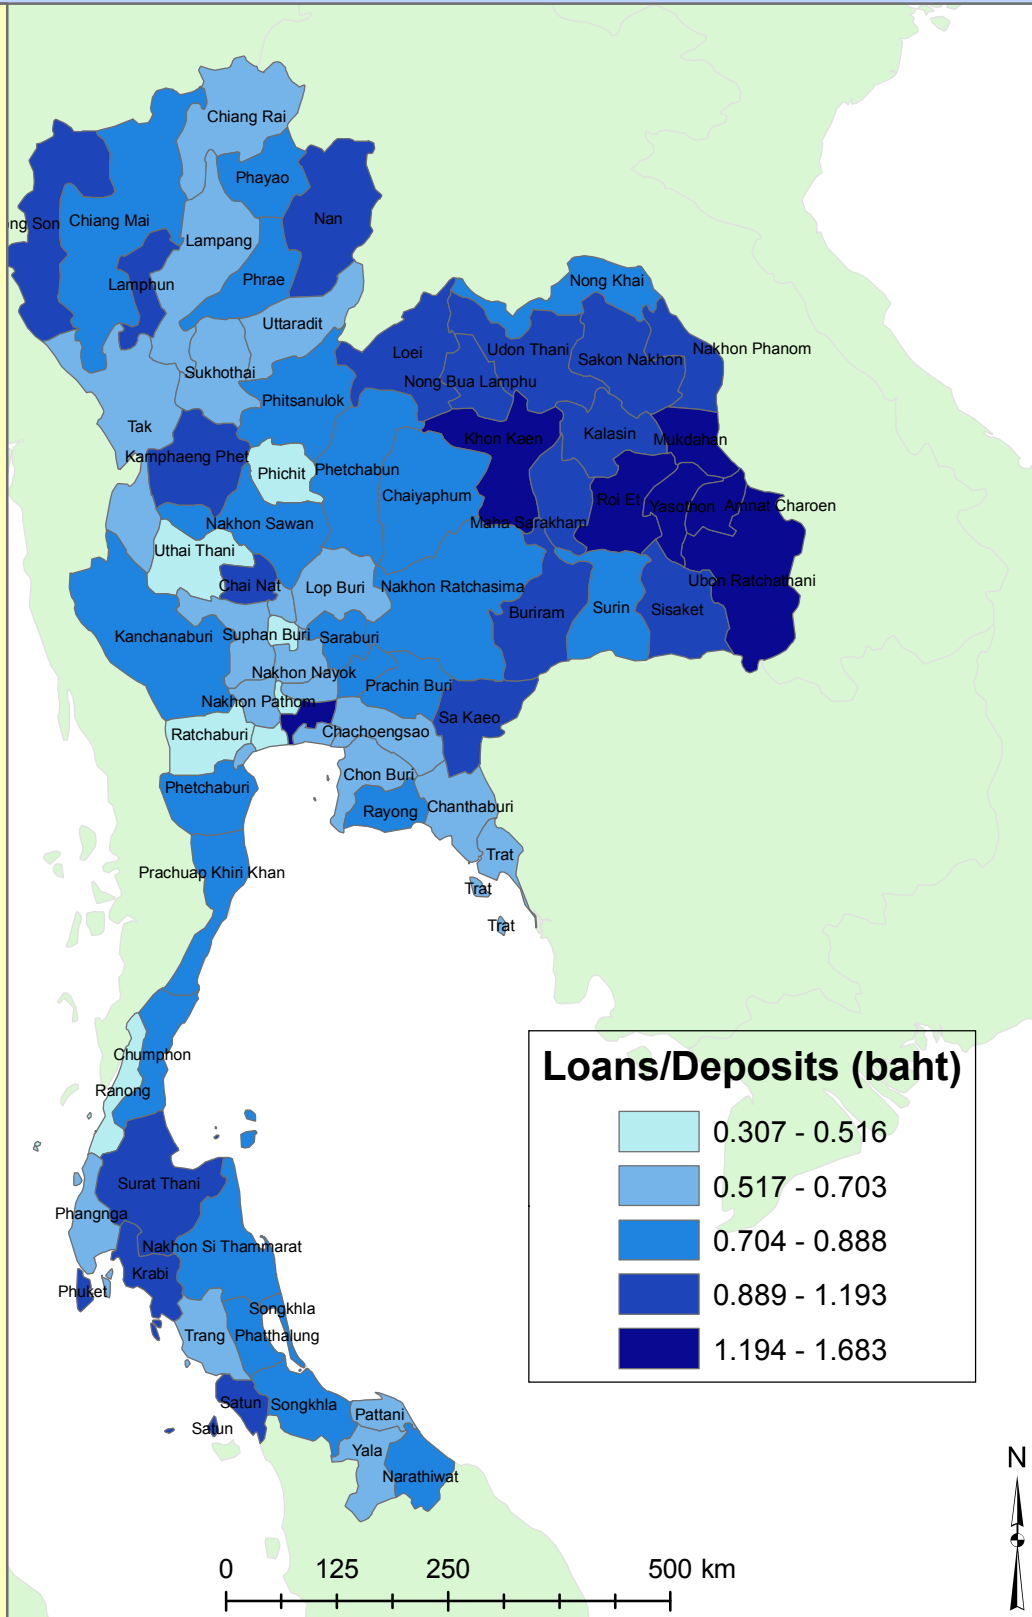 Chiang Rai
Phayao
Nan
ng Son
Chiang Mai
Lampang
Lamphun
Phrae
Nong Khai
Uttaradit
Loei
Udon Thani
Sakon Nakhon
Nakhon Phanom
Sukhothai
Nong Bua Lamphu
Phitsanulok
Tak
Khon Kaen
Kalasin
Mukdahan
Kamphaeng Phet
Phichit
Phetchabun
Chaiyaphum
Roi Et
Yasothon
Amnat Charoen
Nakhon Sawan
Maha Sarakham
Uthai Thani
Chai Nat
Lop Buri
Nakhon Ratchasima
Ubon Ratchathani
Buriram
Surin
Sisaket
Kanchanaburi
Suphan Buri
Saraburi
Nakhon Nayok
Prachin Buri
Nakhon Pathom
Sa Kaeo
Ratchaburi
Chachoengsao
Chon Buri
Phetchaburi
Rayong
Chanthaburi
Trat
Prachuap Khiri Khan
Trat
Trat
Chumphon
Ranong
Loans/Deposits (baht)
0.307 - 0.516
0.517 - 0.703
0.704 - 0.888
0.889 - 1.193
1.194 - 1.683
Surat Thani
Phangnga
Nakhon Si Thammarat
Krabi
Phuket
Songkhla
Trang
Phatthalung
Satun
Songkhla
Pattani
Satun
Yala
Narathiwat
N
0 125 250 500 km